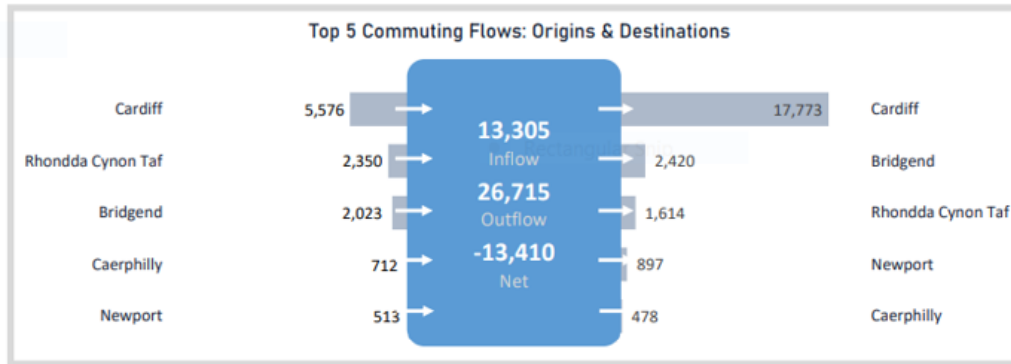 Top 5 Commuting Flows: Origins & Destinations
Cardiff 5,576 17,773 Cardiff
13,305
Inflow
Rhondda Cynon Taf 2,350 2,420 Bridgend
26,715
Outflow
Bridgend 2,023 1,614 Rhondda Cynon Taf
-13,410
Net
Caerphilly 712 897 Newport
Newport 513 478 Caerphilly